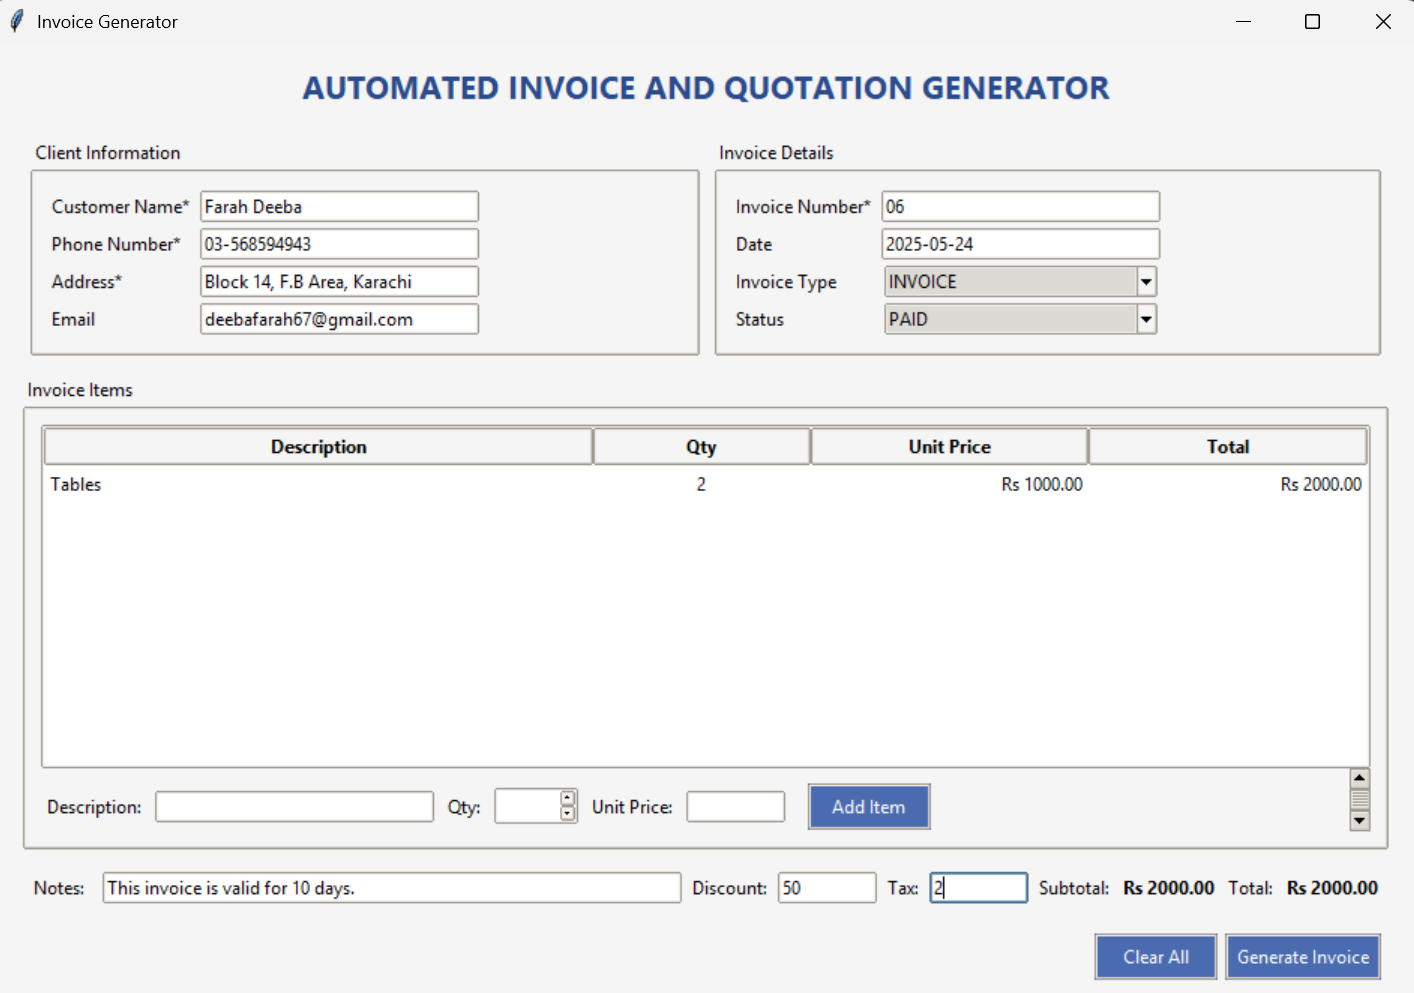 Invoice Generator
AUTOMATED INVOICE AND QUOTATION GENERATOR
Client Information
Customer Name* Farah Deeba
Phone Number* 03-568594943
Address* Block 14, F.B Area, Karachi
Email deebafarah67@gmail.com
Invoice Details
Invoice Number* 06
Date 2025-05-24
Invoice Type INVOICE
Status PAID
Invoice Items
Description Qty Unit Price Total
Tables 2 Rs 1000.00 Rs 2000.00
Description: Qty: Unit Price: Add Item
Notes: This invoice is valid for 10 days. Discount: 50 Tax: 2 Subtotal: Rs 2000.00 Total: Rs 2000.00
Clear All Generate Invoice